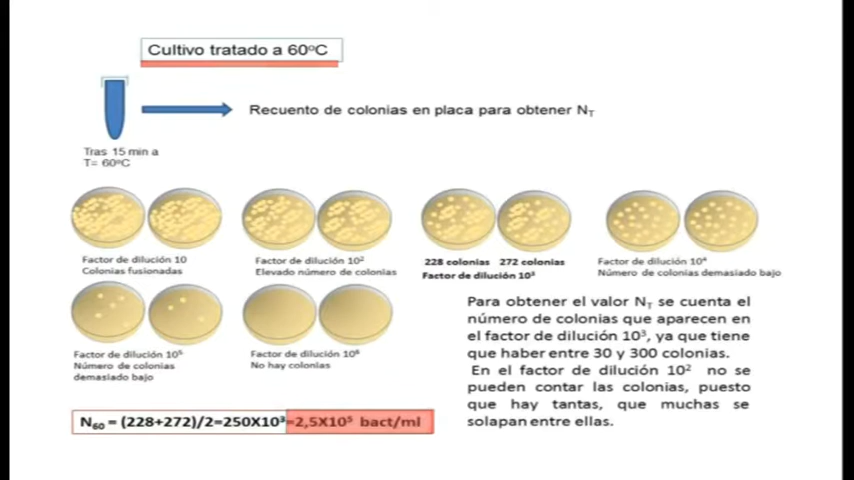 Cultivo tratado a 60ºC
Recuento de colonias en placa para obtener N_T
Tras 15 min a
T= 60ºC
Factor de dilución 10
Colonias fusionadas
Factor de dilución 10²
Elevado número de colonias
228 colonias 272 colonias
Factor de dilución 10³
Factor de dilución 10⁴
Número de colonias demasiado bajo
Factor de dilución 10⁵
Número de colonias
demasiado bajo
Factor de dilución 10⁶
No hay colonias
Para obtener el valor N_T se cuenta el
número de colonias que aparecen en
el factor de dilución 10³, ya que tiene
que haber entre 30 y 300 colonias.
En el factor de dilución 10² no se
pueden contar las colonias, puesto
que hay tantas, que muchas se
solapan entre ellas.
N₆₀ = (228+272)/2=250X10³=2,5X10⁵ bact/ml